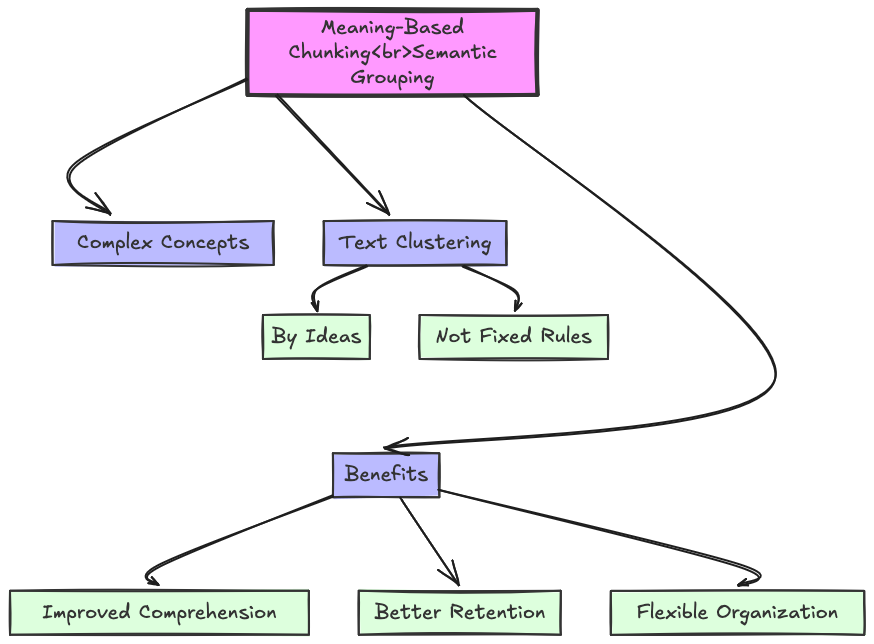 Meaning-Based
Chunking<br>Semantic
Grouping
Complex Concepts
Text Clustering
By Ideas
Not Fixed Rules
Benefits
Improved Comprehension
Better Retention
Flexible Organization